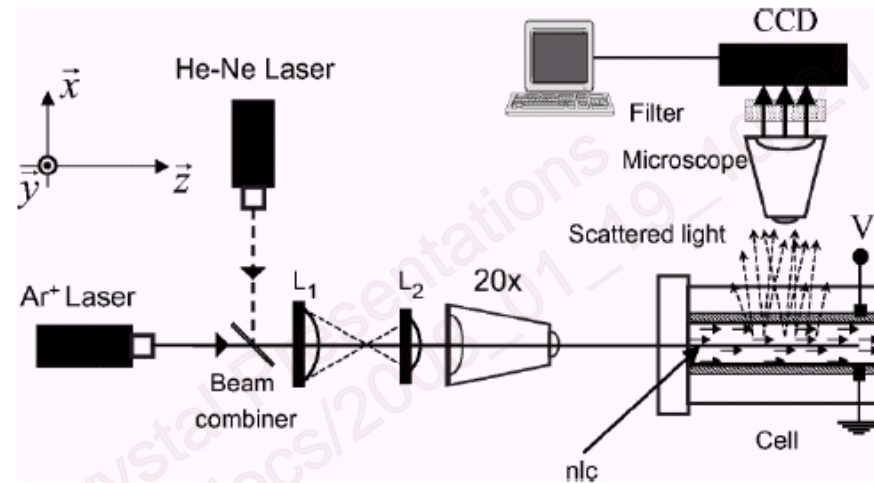 CCD
He-Ne Laser
x
y
z
Filter
Microscope
Scattered light
V
Ar+ Laser
L1
L2
20x
Beam
combiner
Cell
nlc